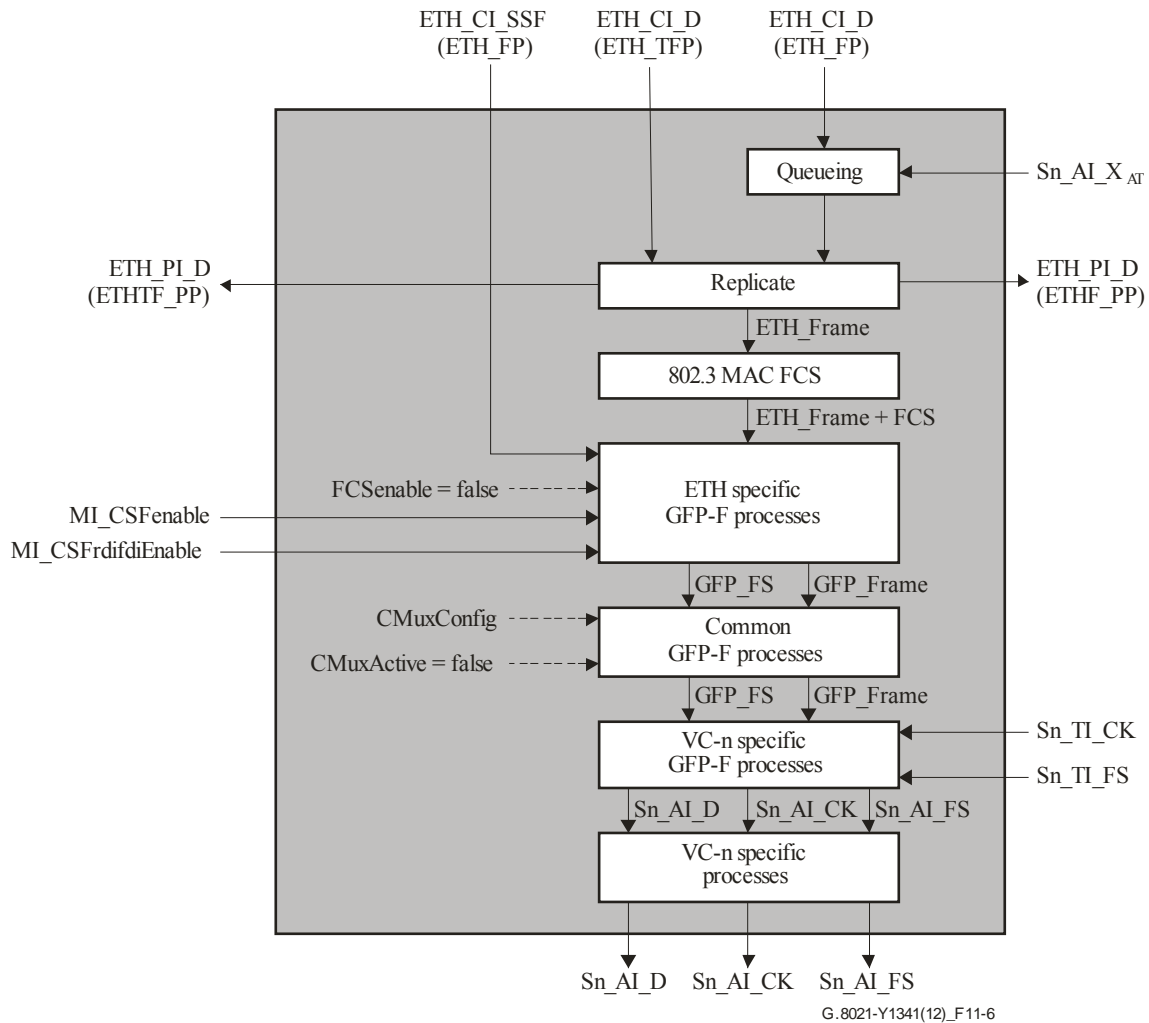 ETH_CI_SSF
(ETH_FP)
ETH_CI_D
(ETH_TFP)
ETH_CI_D
(ETH_FP)
Queueing
Sn_AI_X AT
ETH_PI_D
(ETHTF_PP)
Replicate
ETH_PI_D
(ETHF_PP)
ETH_Frame
802.3 MAC FCS
ETH_Frame + FCS
FCSenable = false
MI_CSFenable
MI_CSFrdifdiEnable
ETH specific
GFP-F processes
GFP_FS
GFP_Frame
CMuxConfig
CMuxActive = false
Common
GFP-F processes
GFP_FS
GFP_Frame
VC-n specific
GFP-F processes
Sn_TI_CK
Sn_TI_FS
Sn_AI_D
Sn_AI_CK
Sn_AI_FS
VC-n specific
processes
Sn_AI_D
Sn_AI_CK
Sn_AI_FS
G.8021-Y1341(12)_F11-6